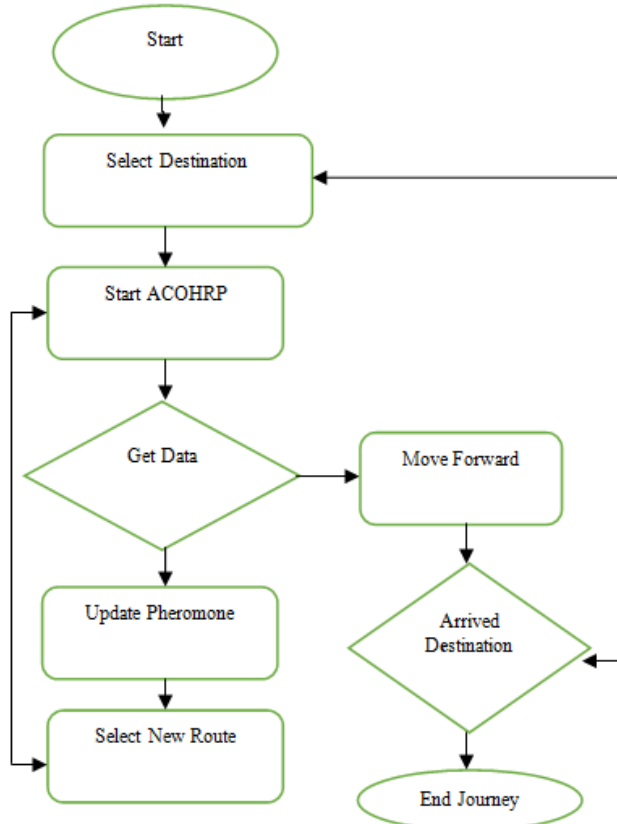 Start
Select Destination
Start ACOHRP
Get Data
Move Forward
Update Pheromone
Arrived
Destination
Select New Route
End Journey